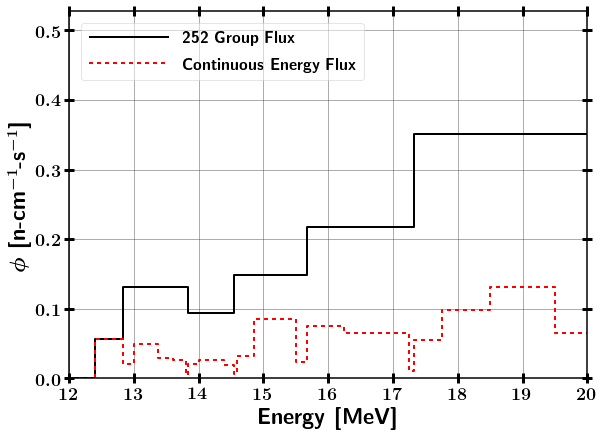 252 Group Flux
Continuous Energy Flux
0.5
0.4
0.3
0.2
0.1
0.0
ϕ [n-cm⁻¹-s⁻¹]
12 13 14 15 16 17 18 19 20
Energy [MeV]